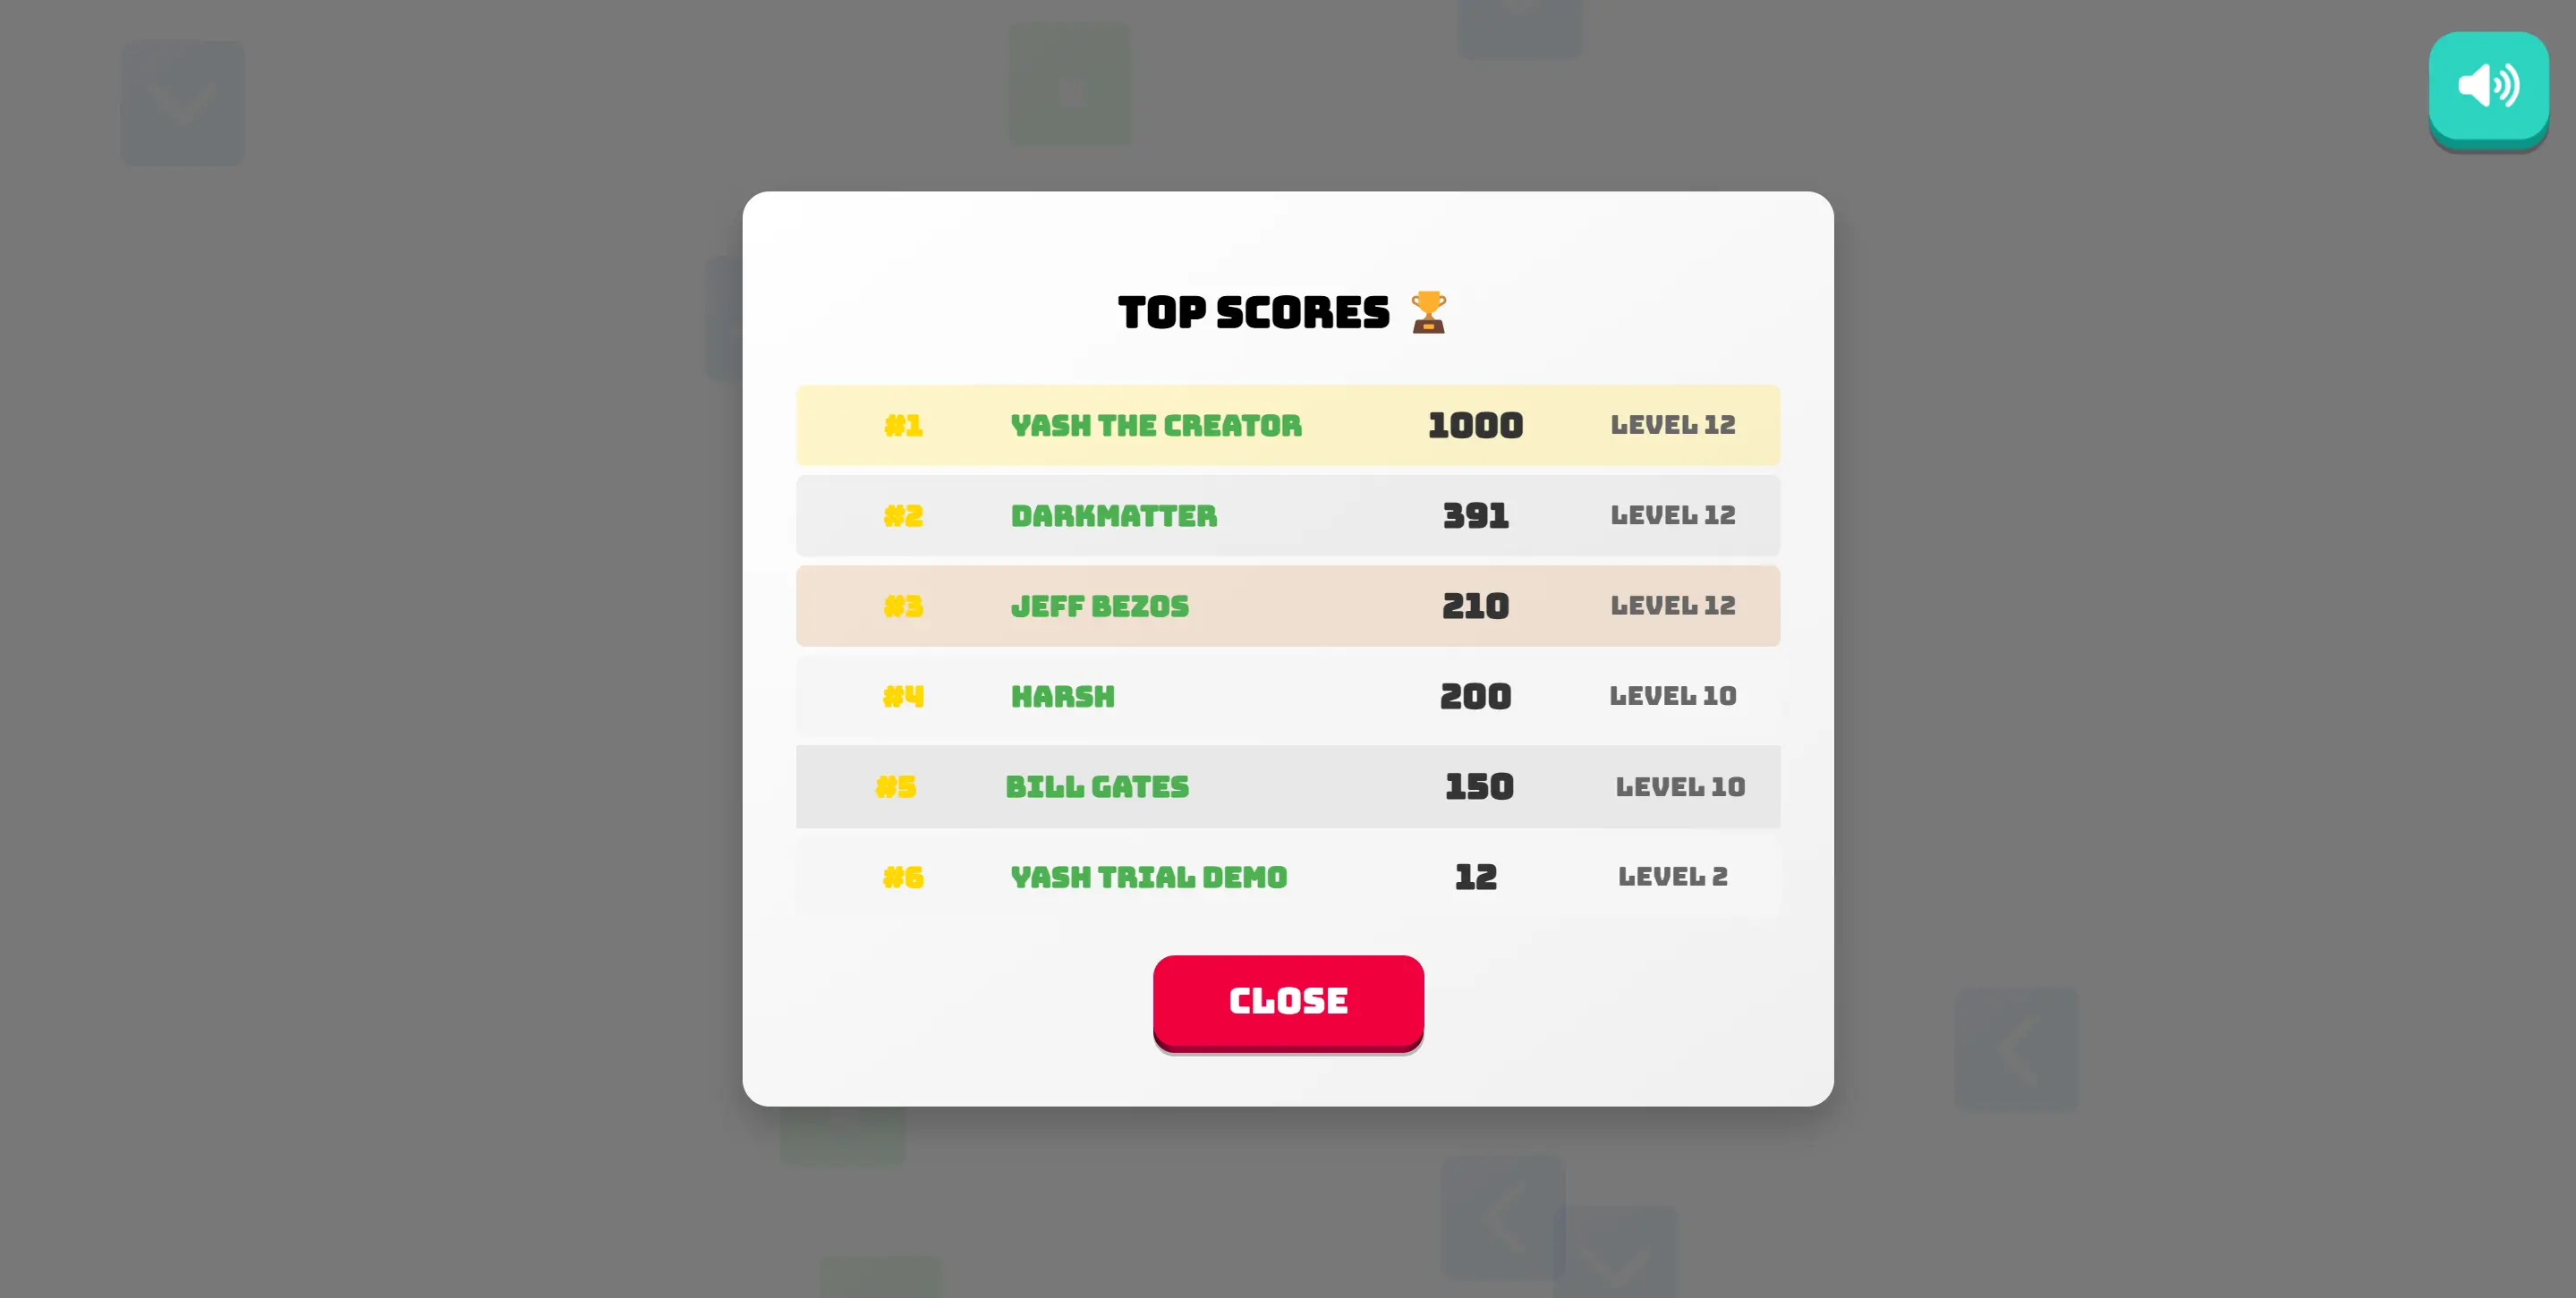 TOP SCORES 🏆
#1 YASH THE CREATOR 1000 LEVEL 12
#2 DARKMATTER 391 LEVEL 12
#3 JEFF BEZOS 210 LEVEL 12
#4 HARSH 200 LEVEL 10
#5 BILL GATES 150 LEVEL 10
#6 YASH TRIAL DEMO 12 LEVEL 2
CLOSE